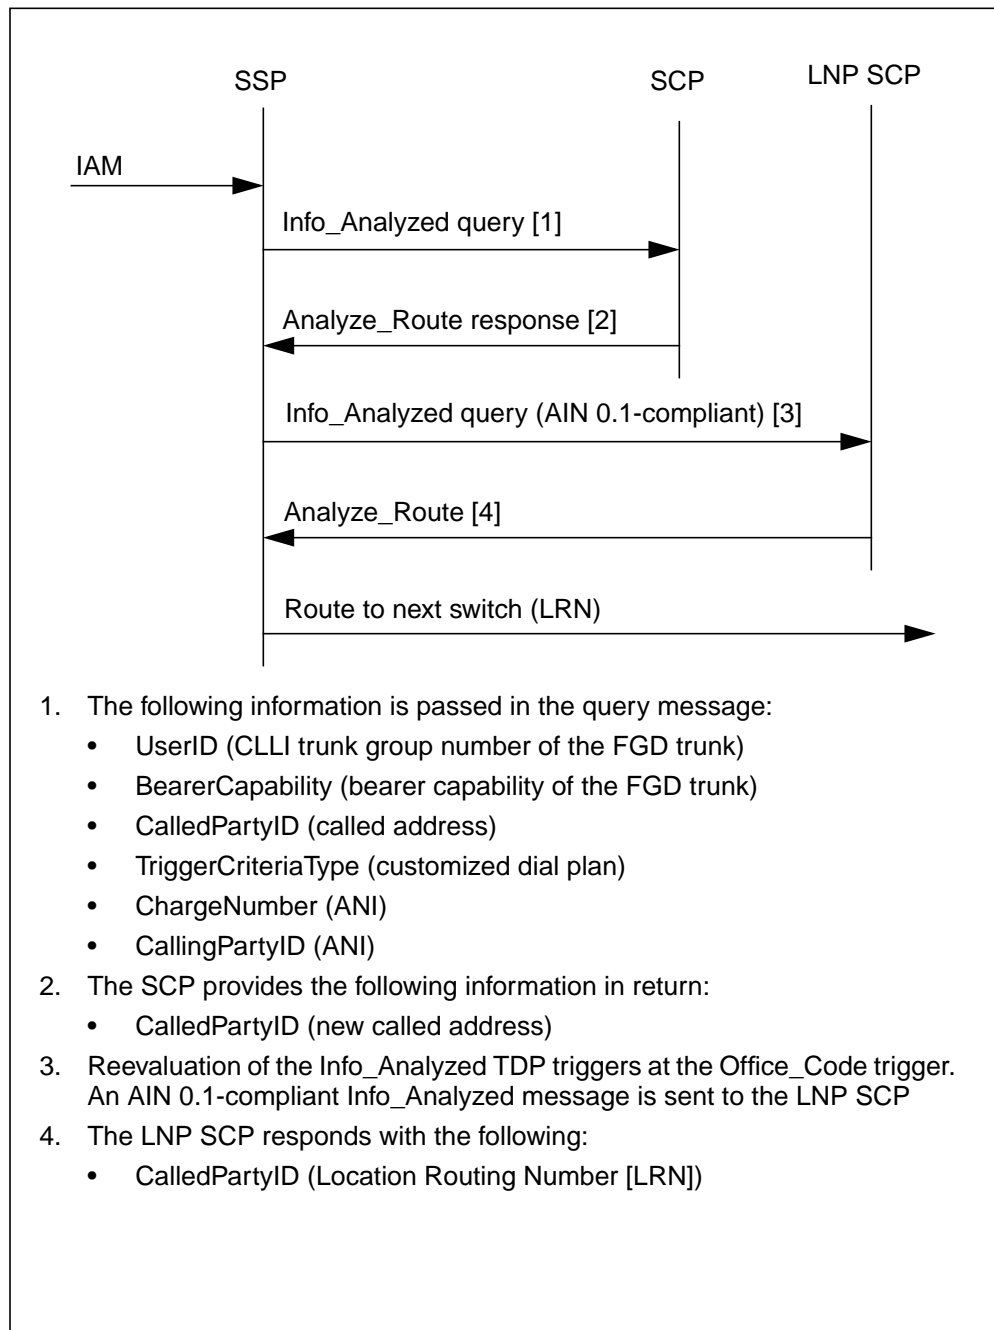 SSP
SCP
LNP SCP
IAM
Info_Analyzed query [1]
Analyze_Route response [2]
Info_Analyzed query (AIN 0.1-compliant) [3]
Analyze_Route [4]
Route to next switch (LRN)
1. The following information is passed in the query message:
• UserID (CLLI trunk group number of the FGD trunk)
• BearerCapability (bearer capability of the FGD trunk)
• CalledPartyID (called address)
• TriggerCriteriaType (customized dial plan)
• ChargeNumber (ANI)
• CallingPartyID (ANI)
2. The SCP provides the following information in return:
• CalledPartyID (new called address)
3. Reevaluation of the Info_Analyzed TDP triggers at the Office_Code trigger.
An AIN 0.1-compliant Info_Analyzed message is sent to the LNP SCP
4. The LNP SCP responds with the following:
• CalledPartyID (Location Routing Number [LRN])